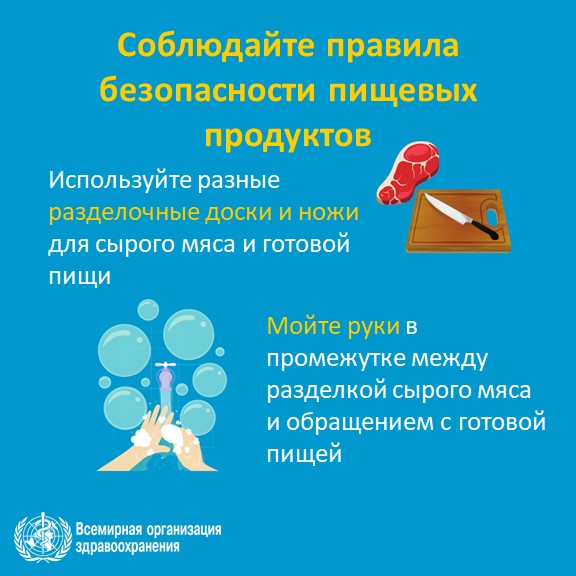 Соблюдайте правила
безопасности пищевых
продуктов
Используйте разные
разделочные доски и ножи
для сырого мяса и готовой
пищи
Мойте руки в
промежутке между
разделкой сырого мяса
и обращением с готовой
пищей
Всемирная организация
здравоохранения